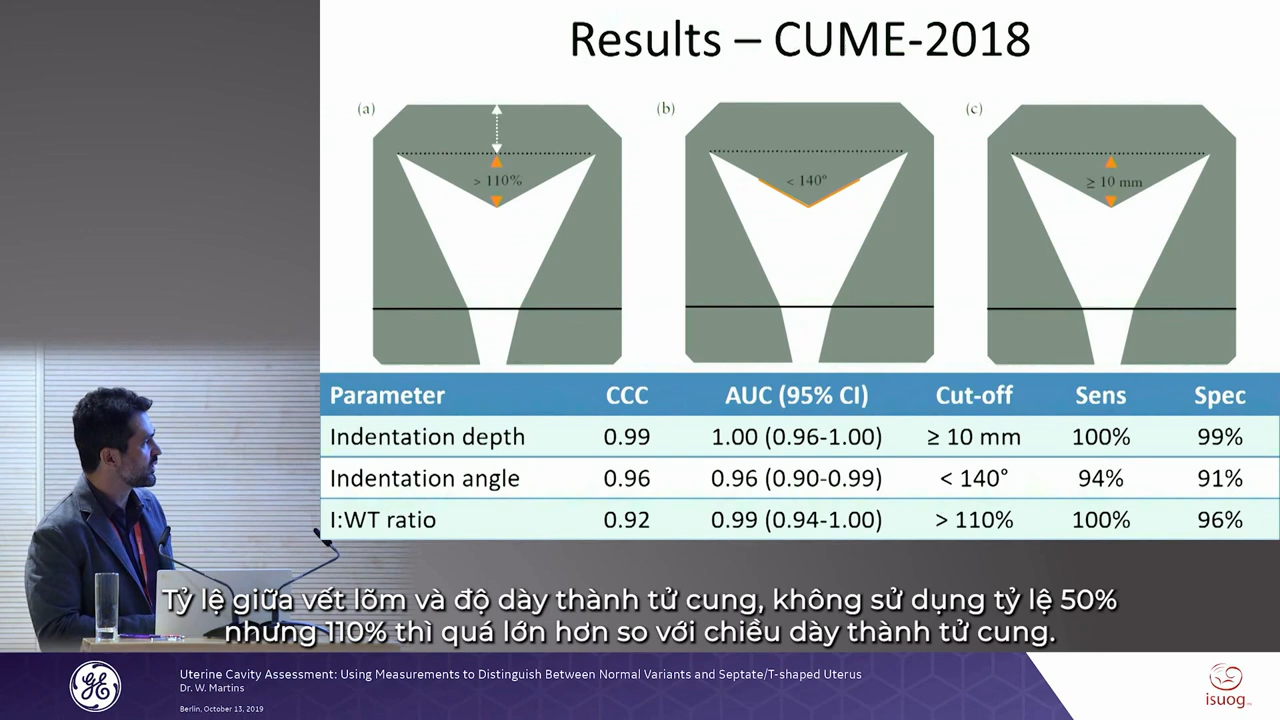 Results – CUME-2018
(a)
(b)
(c)
> 110%
< 140°
≥ 10 mm
Parameter CCC AUC (95% CI) Cut-off Sens Spec
Indentation depth 0.99 1.00 (0.96-1.00) ≥ 10 mm 100% 99%
Indentation angle 0.96 0.96 (0.90-0.99) < 140° 94% 91%
I:WT ratio 0.92 0.99 (0.94-1.00) > 110% 100% 96%
Tỷ lệ giữa vết lõm và độ dày thành tử cung, không sử dụng tỷ lệ 50%
nhưng 110% thì quá lớn hơn so với chiều dày thành tử cung.
Uterine Cavity Assessment: Using Measurements to Distinguish Between Normal Variants and Septate/T-shaped Uterus
Dr. W. Martins
Berlin, October 13, 2019
GE
isuog